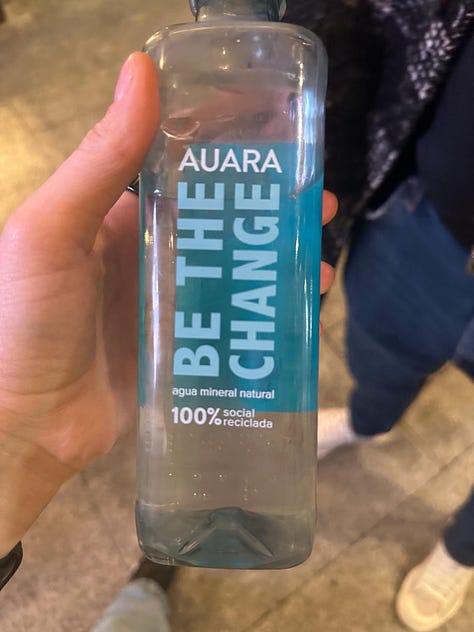 AUARA
BE THE
CHANGE
agua mineral natural
100% social
reciclada